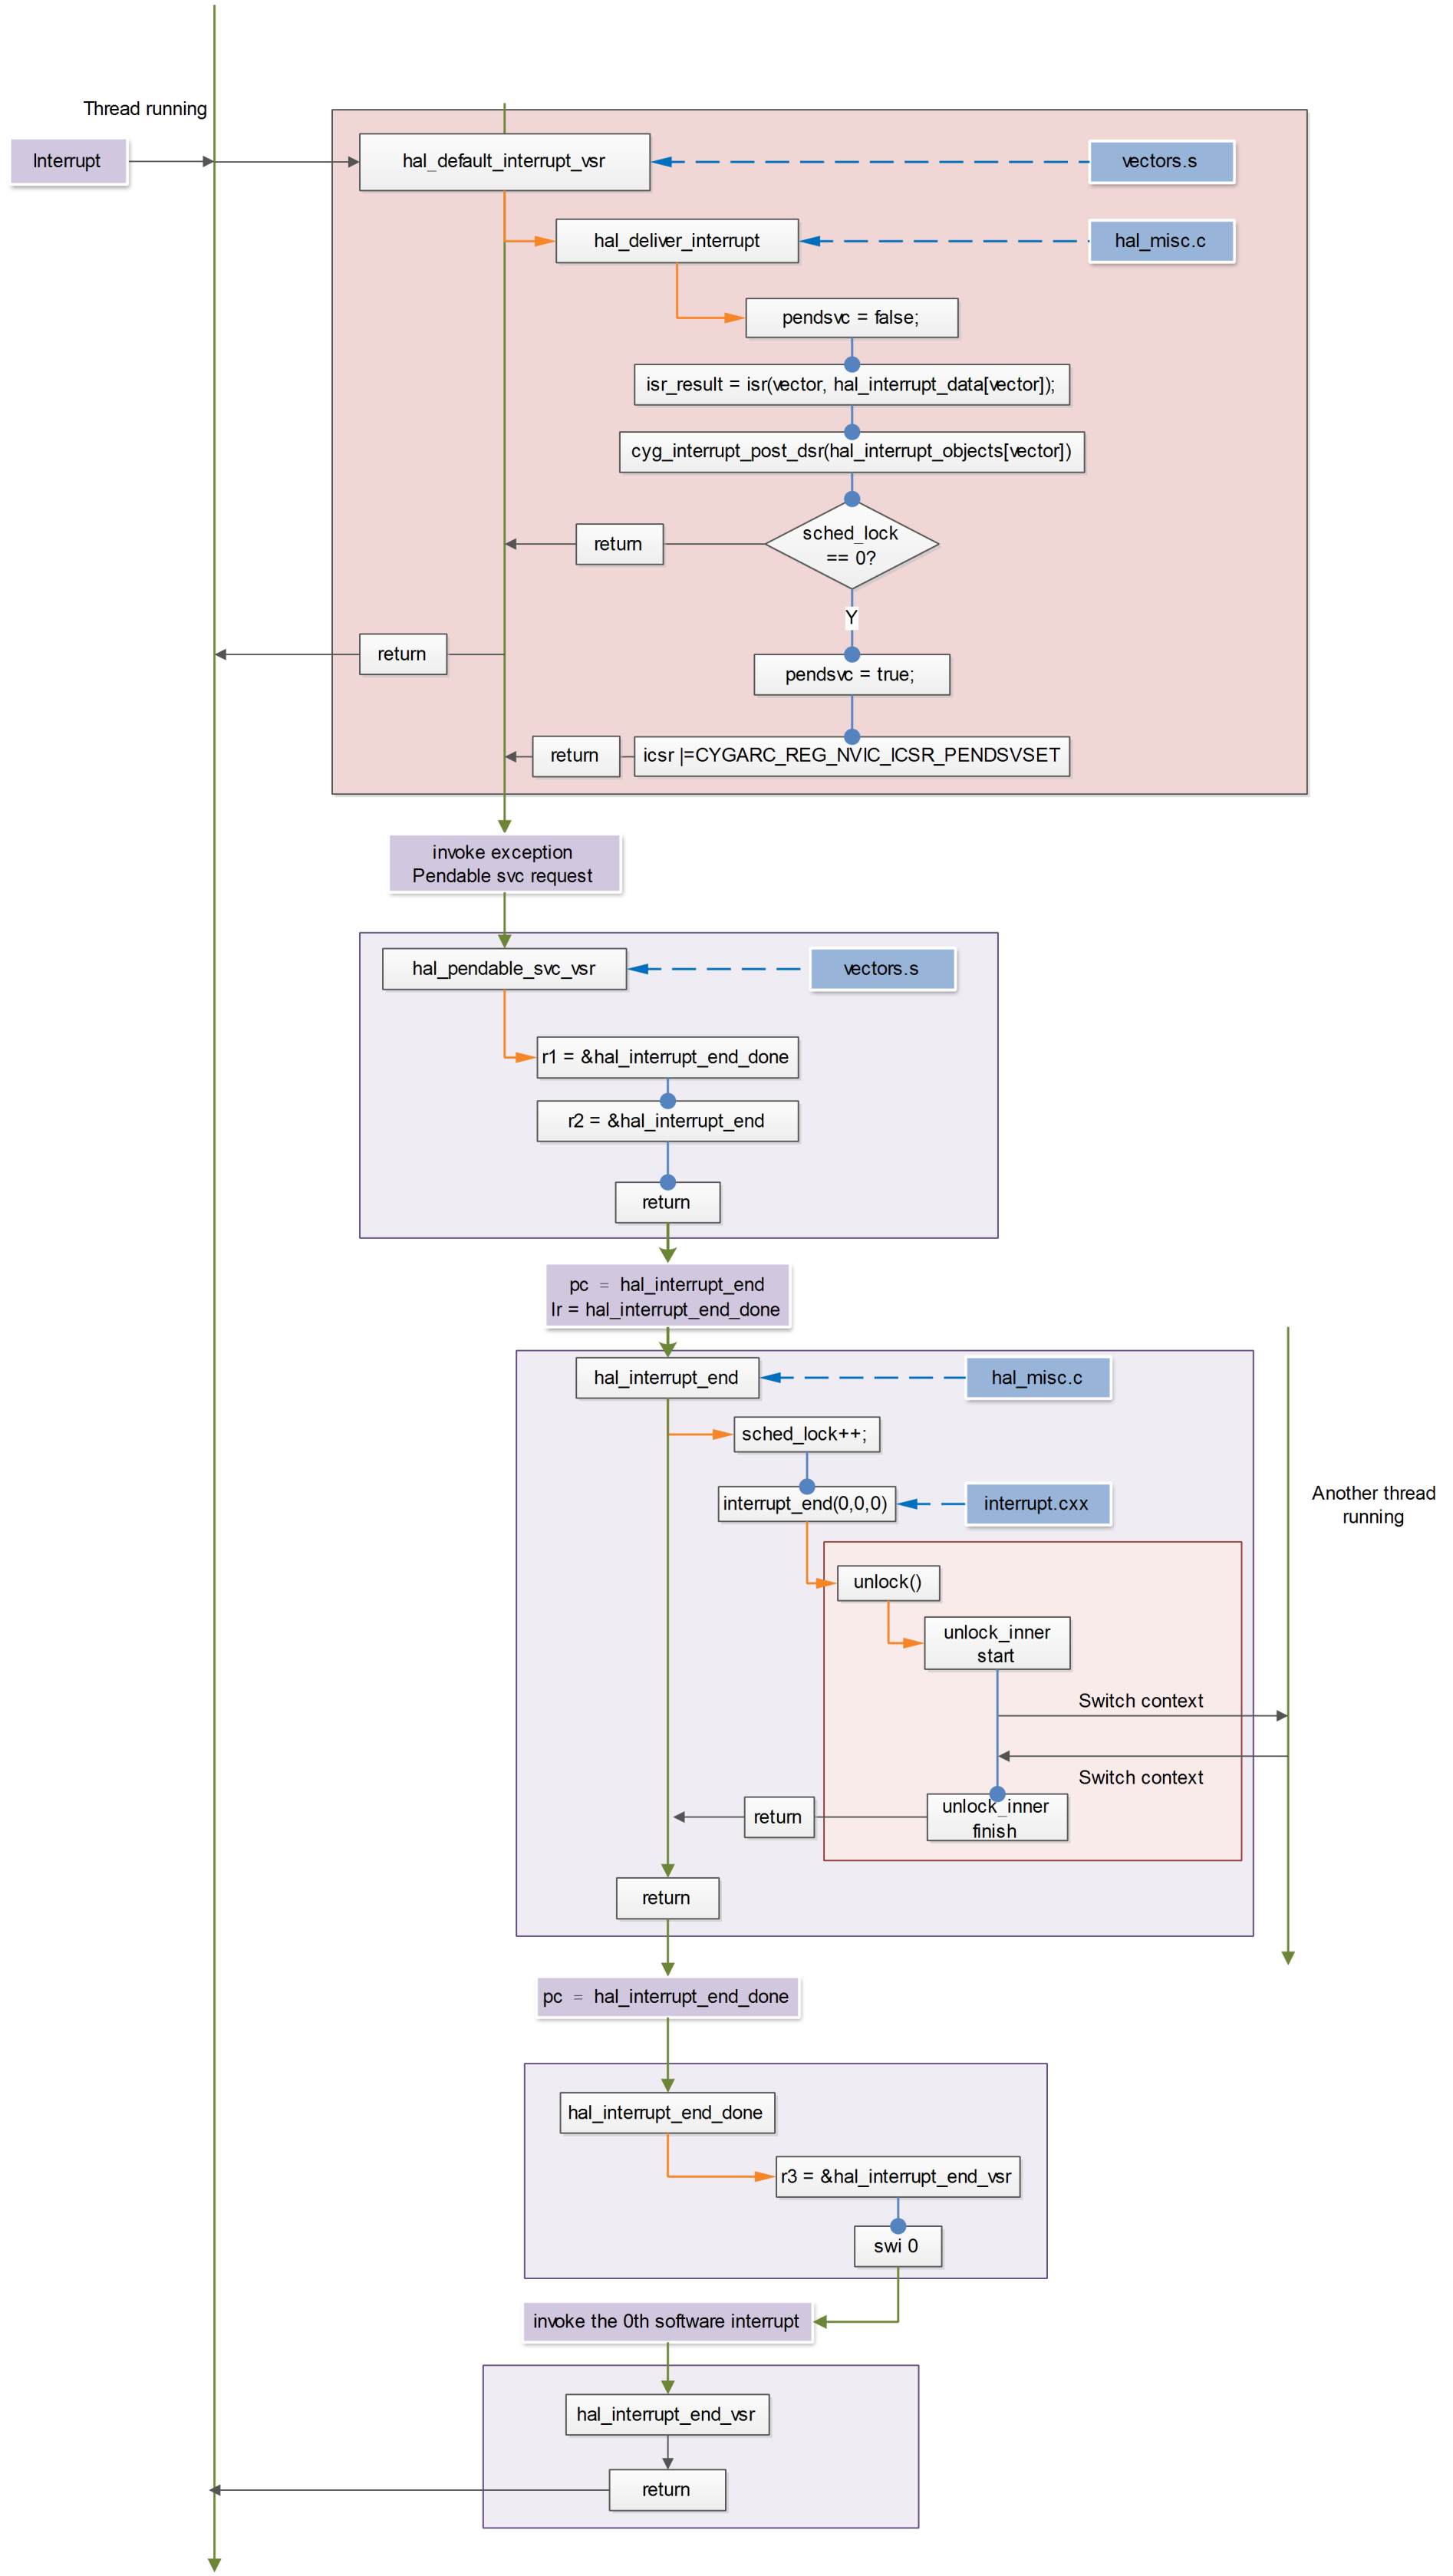 Thread running
Interrupt
hal_default_interrupt_vsr
vectors.s
hal_deliver_interrupt
hal_misc.c
pendsvc = false;
isr_result = isr(vector, hal_interrupt_data[vector]);
cyg_interrupt_post_dsr(hal_interrupt_objects[vector])
sched_lock
== 0?
return
Y
return
pendsvc = true;
return
icsr |=CYGARC_REG_NVIC_ICSR_PENDSVSET
invoke exception
Pendable svc request
hal_pendable_svc_vsr
vectors.s
r1 = &hal_interrupt_end_done
r2 = &hal_interrupt_end
return
pc = hal_interrupt_end
lr = hal_interrupt_end_done
hal_interrupt_end
hal_misc.c
sched_lock++;
interrupt_end(0,0,0)
interrupt.cxx
Another thread
running
unlock()
unlock_inner
start
Switch context
Switch context
return
unlock_inner
finish
return
pc = hal_interrupt_end_done
hal_interrupt_end_done
r3 = &hal_interrupt_end_vsr
swi 0
invoke the 0th software interrupt
hal_interrupt_end_vsr
return